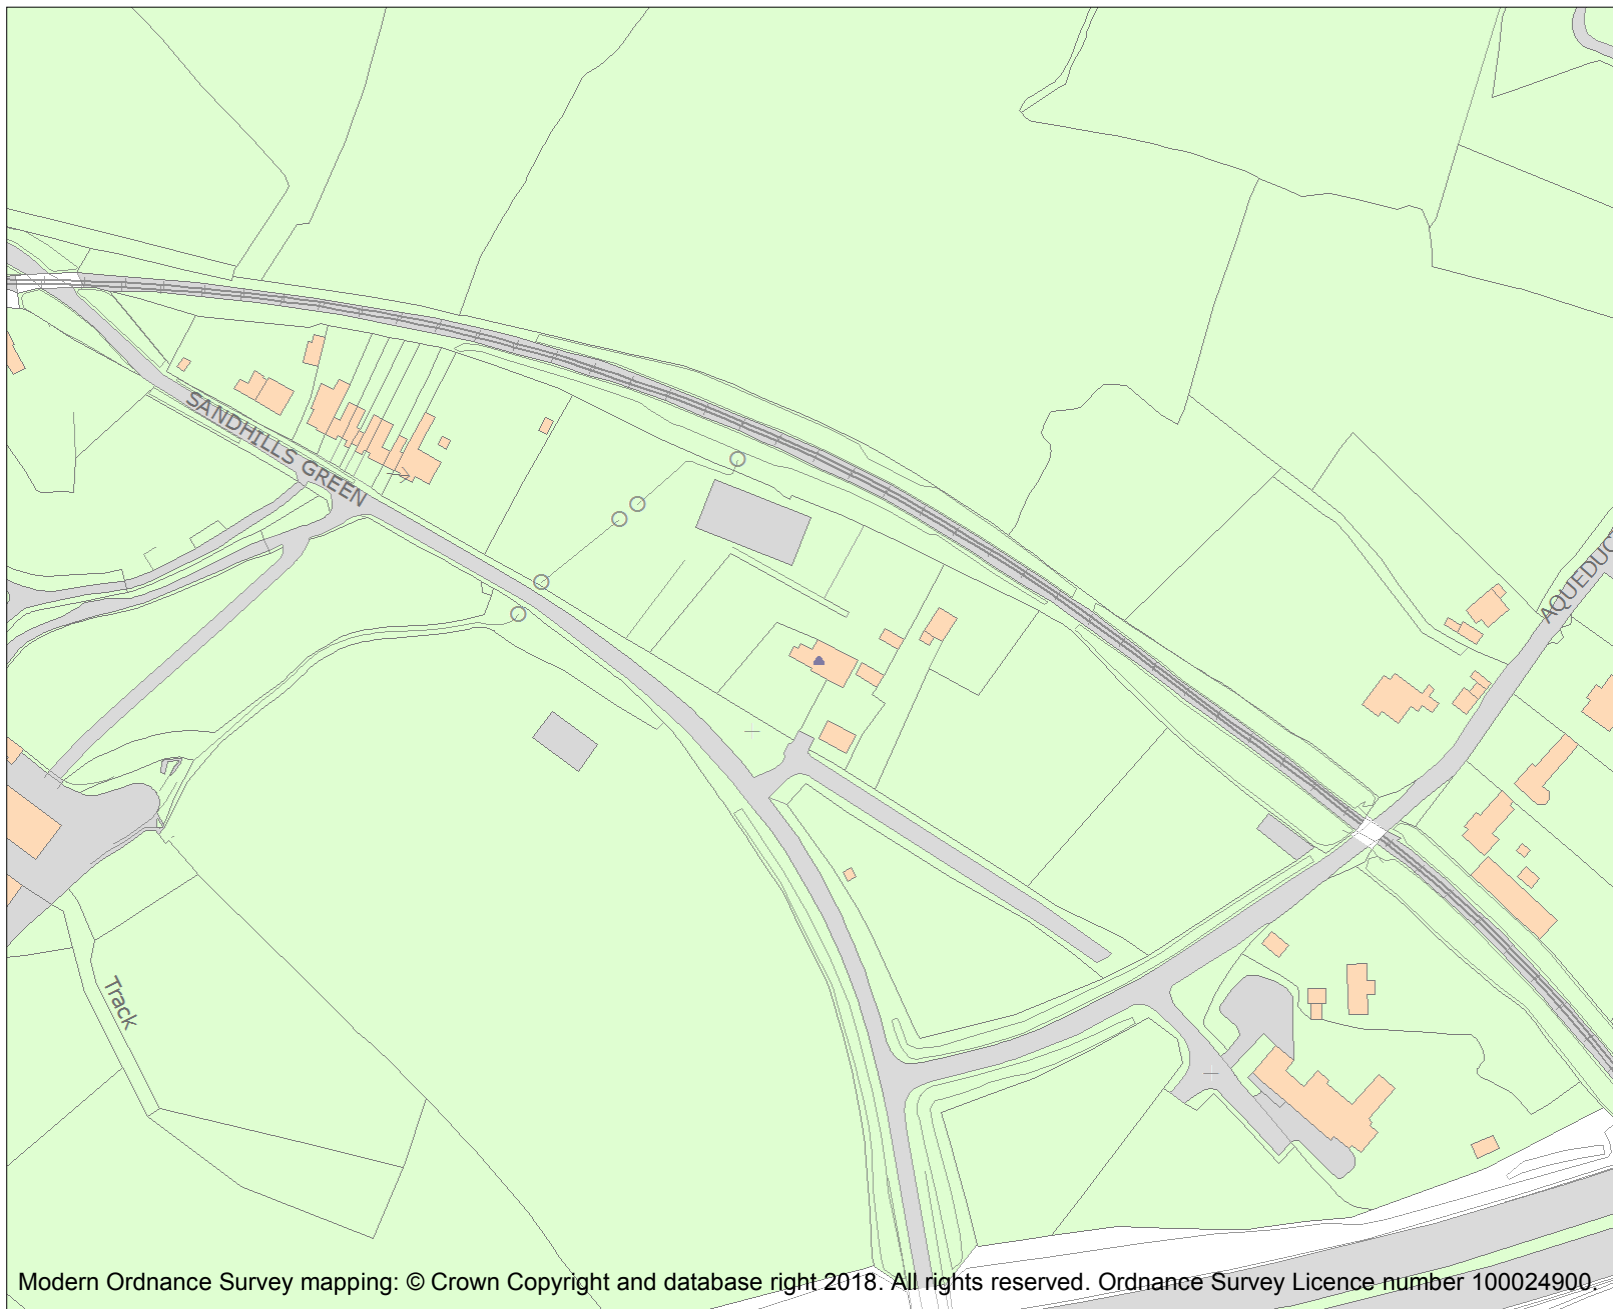 SANDHILLS GREEN
AQUEDUC
Track
Modern Ordnance Survey mapping: © Crown Copyright and database right 2018. All rights reserved. Ordnance Survey Licence number 100024900.